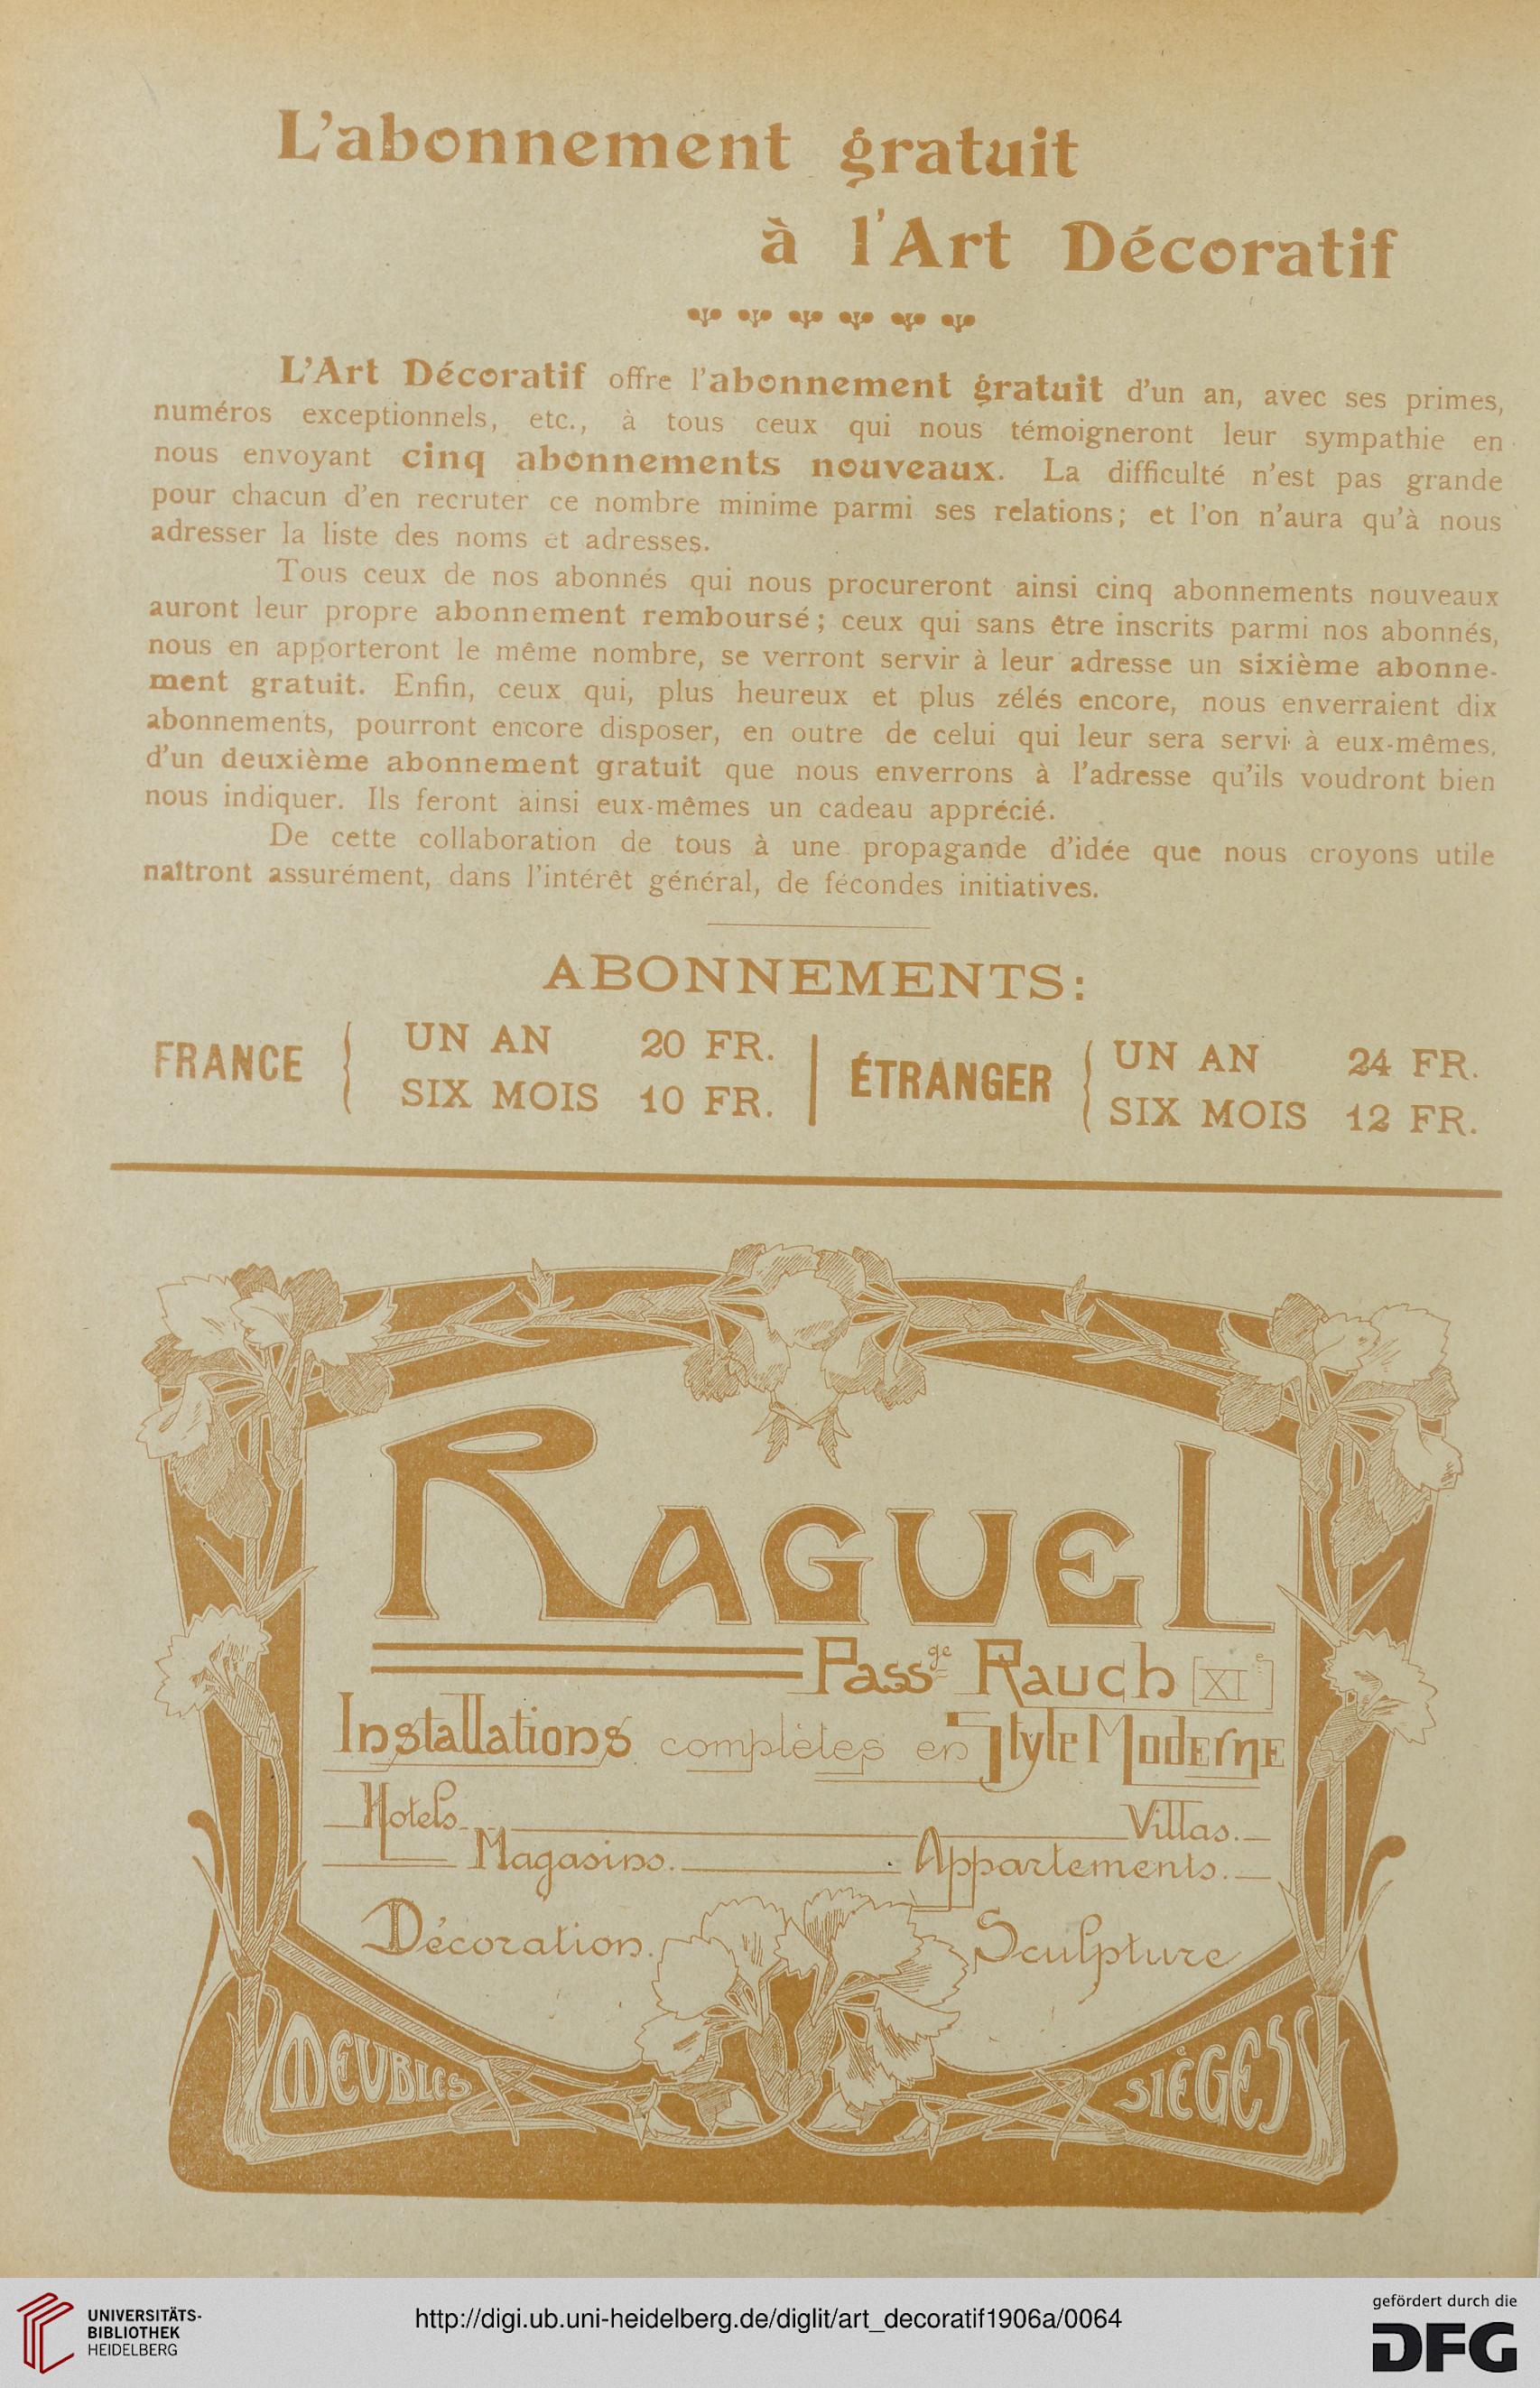 L'abonnement gratuit
à l'Art Décoratif
L'Art Décoratif offre l'abonnement gratuit d'un an, avec ses primes,
numéros exceptionnels, etc., à tous ceux qui nous témoigneront leur sympathie en
nous envoyant cinq abonnements nouveaux. La difficulté n'est pas grande
pour chacun d'en recruter ce nombre minime parmi ses relations; et l'on n'aura qu'à nous
adresser la liste des noms et adresses.
Tous ceux de nos abonnés qui nous procureront ainsi cinq abonnements nouveaux
auront leur propre abonnement remboursé; ceux qui sans être inscrits parmi nos abonnés,
nous en apporteront le même nombre, se verront servir à leur adresse un sixième abonne-
ment gratuit. Enfin, ceux qui, plus heureux et plus zélés encore, nous enverraient dix
abonnements, pourront encore disposer, en outre de celui qui leur sera servi à eux-mêmes,
d'un deuxième abonnement gratuit que nous enverrons à l'adresse qu'ils voudront bien
nous indiquer. Ils feront ainsi eux-mêmes un cadeau apprécié.
De cette collaboration de tous à une propagande d'idée que nous croyons utile
naîtront assurément, dans l'intérêt général, de fécondes initiatives.
ABONNEMENTS:
FRANCE { UN AN 20 FR.
SIX MOIS 10 FR.
ÉTRANGER { UN AN 24 FR.
SIX MOIS 12 FR.
RAGUEL
Passge Rauch [XIe]
Installations complètes en Style Moderne
Hotels. Villas.
Magasins. Appartements.
Décoration. Sculpture
MEUBLES SIÈGES
UNIVERSITÄTS-
BIBLIOTHEK
HEIDELBERG
http://digi.ub.uni-heidelberg.de/diglit/art_decoratif1906a/0064
gefördert durch die
DFG